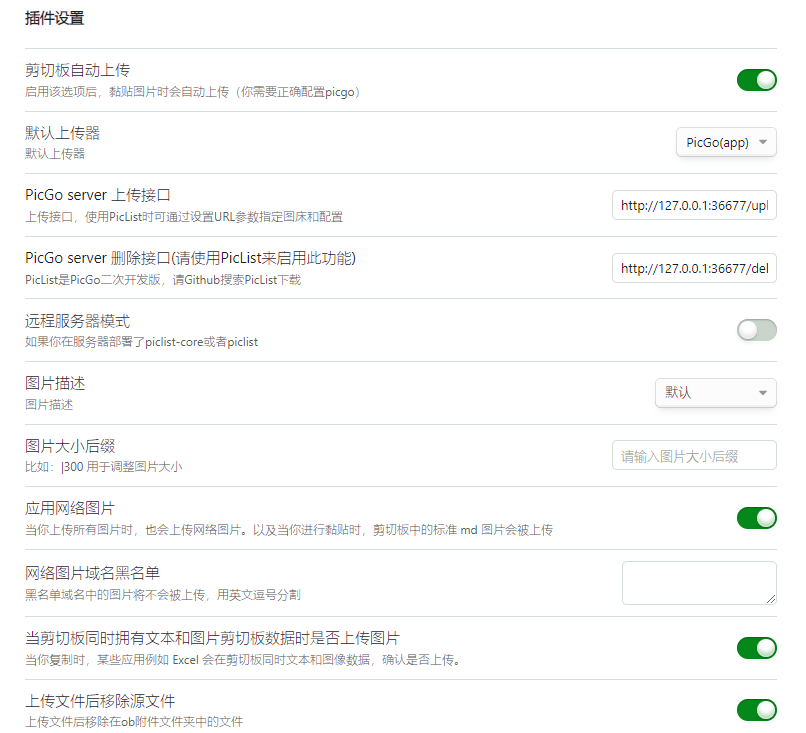 插件设置
剪切板自动上传
启用该选项后，黏贴图片时会自动上传（你需要正确配置picgo）
默认上传器
默认上传器
PicGo(app)
PicGo server 上传接口
上传接口，使用PicList时可通过设置URL参数指定图床和配置
http://127.0.0.1:36677/upl
PicGo server 删除接口(请使用PicList来启用此功能)
PicList是PicGo二次开发版，请Github搜索PicList下载
http://127.0.0.1:36677/del
远程服务器模式
如果你在服务器部署了piclist-core或者piclist
图片描述
图片描述
默认
图片大小后缀
比如：|300 用于调整图片大小
请输入图片大小后缀
应用网络图片
当你上传所有图片时，也会上传网络图片。以及当你进行黏贴时，剪切板中的标准 md 图片会被上传
网络图片域名黑名单
黑名单域名中的图片将不会被上传，用英文逗号分割
当剪切板同时拥有文本和图片剪切板数据时是否上传图片
当你复制时，某些应用例如 Excel 会在剪切板同时文本和图像数据，确认是否上传。
上传文件后移除源文件
上传文件后移除在ob附件文件夹中的文件